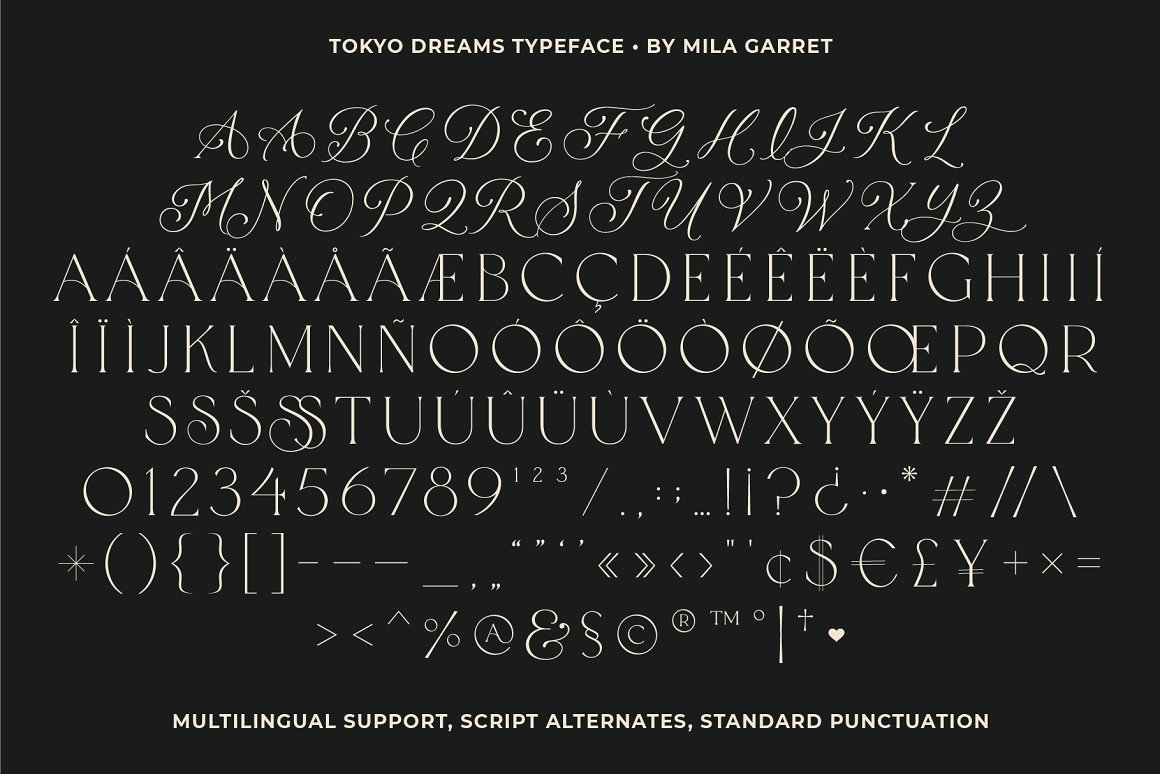 TOKYO DREAMS TYPEFACE • BY MILA GARRET
A A B C D E F G H I J K L
M N O P Q R S T U V W X Y Z
A Á Â Ä À Å Ã Æ B C Ç D E É Ê Ë È F G H I I Í
Î Ï Ì J K L M N N Ñ O Ó Ô Ö Ò Ø Õ Œ P Q R
S S Š S S T U Ú Û Ü Ù V W X Y Ý Ÿ Z Ž
0 1 2 3 4 5 6 7 8 9 ¹ ² ³ / . , : ; … ! ¡ ? ¿ · • * # / / \
* ( ) { } [ ] - – — _ ‚ „ “ ” ‘ ’ « » ‹ › " ' ¢ $ € £ ¥ + × =
> < ^ % @ & § © ® ™ ° | † ♥
MULTILINGUAL SUPPORT, SCRIPT ALTERNATES, STANDARD PUNCTUATION